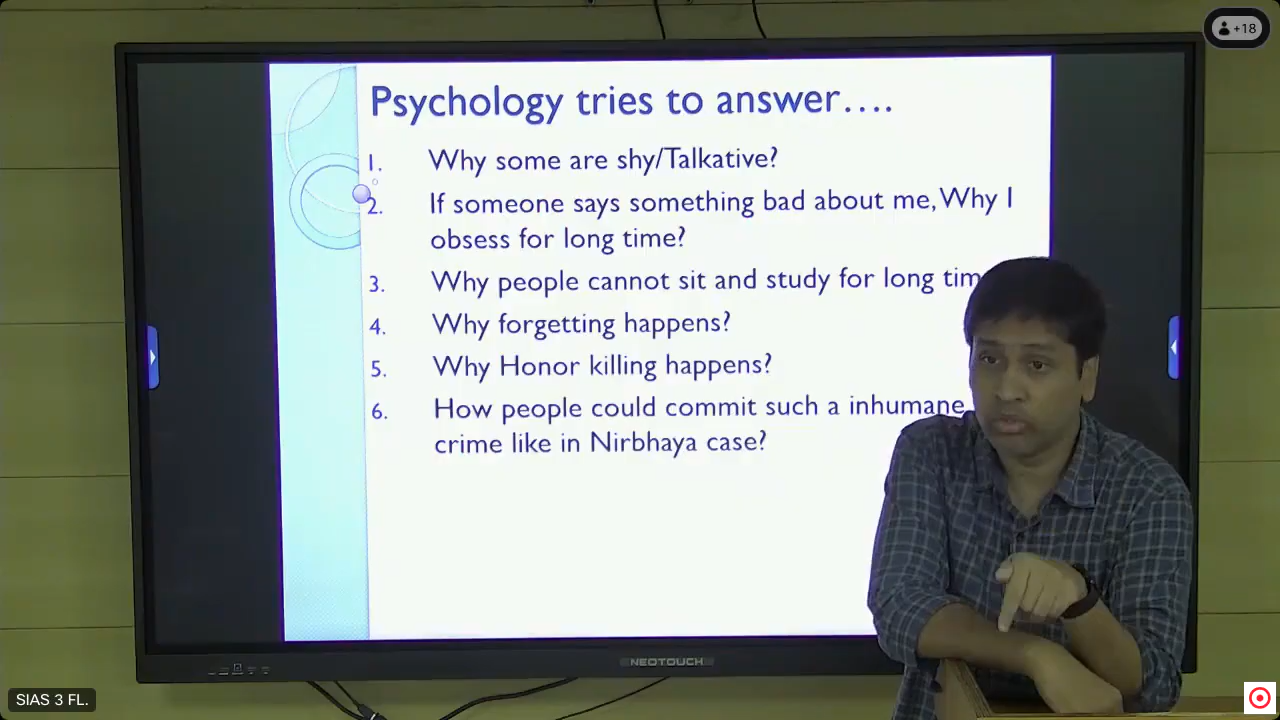 +18
Psychology tries to answer....
1. Why some are shy/Talkative?
2. If someone says something bad about me, Why I
obsess for long time?
3. Why people cannot sit and study for long
4. Why forgetting happens?
5. Why Honor killing happens?
6. How people could commit such a inhumane
crime like in Nirbhaya case?
NEOTOUCH
SIAS 3 FL.